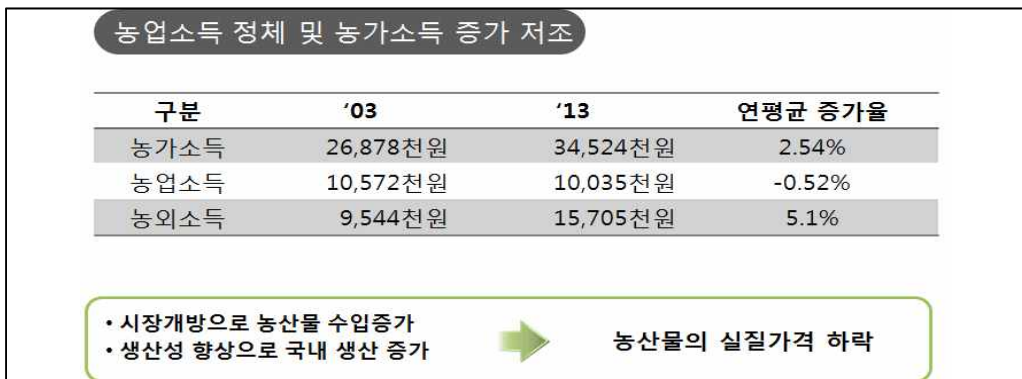 농업소득 정체 및 농가소득 증가 저조
구분 ‘03 ‘13 연평균 증가율
농가소득 26,878천원 34,524천원 2.54%
농업소득 10,572천원 10,035천원 -0.52%
농외소득 9,544천원 15,705천원 5.1%
• 시장개방으로 농산물 수입증가
• 생산성 향상으로 국내 생산 증가
농산물의 실질가격 하락